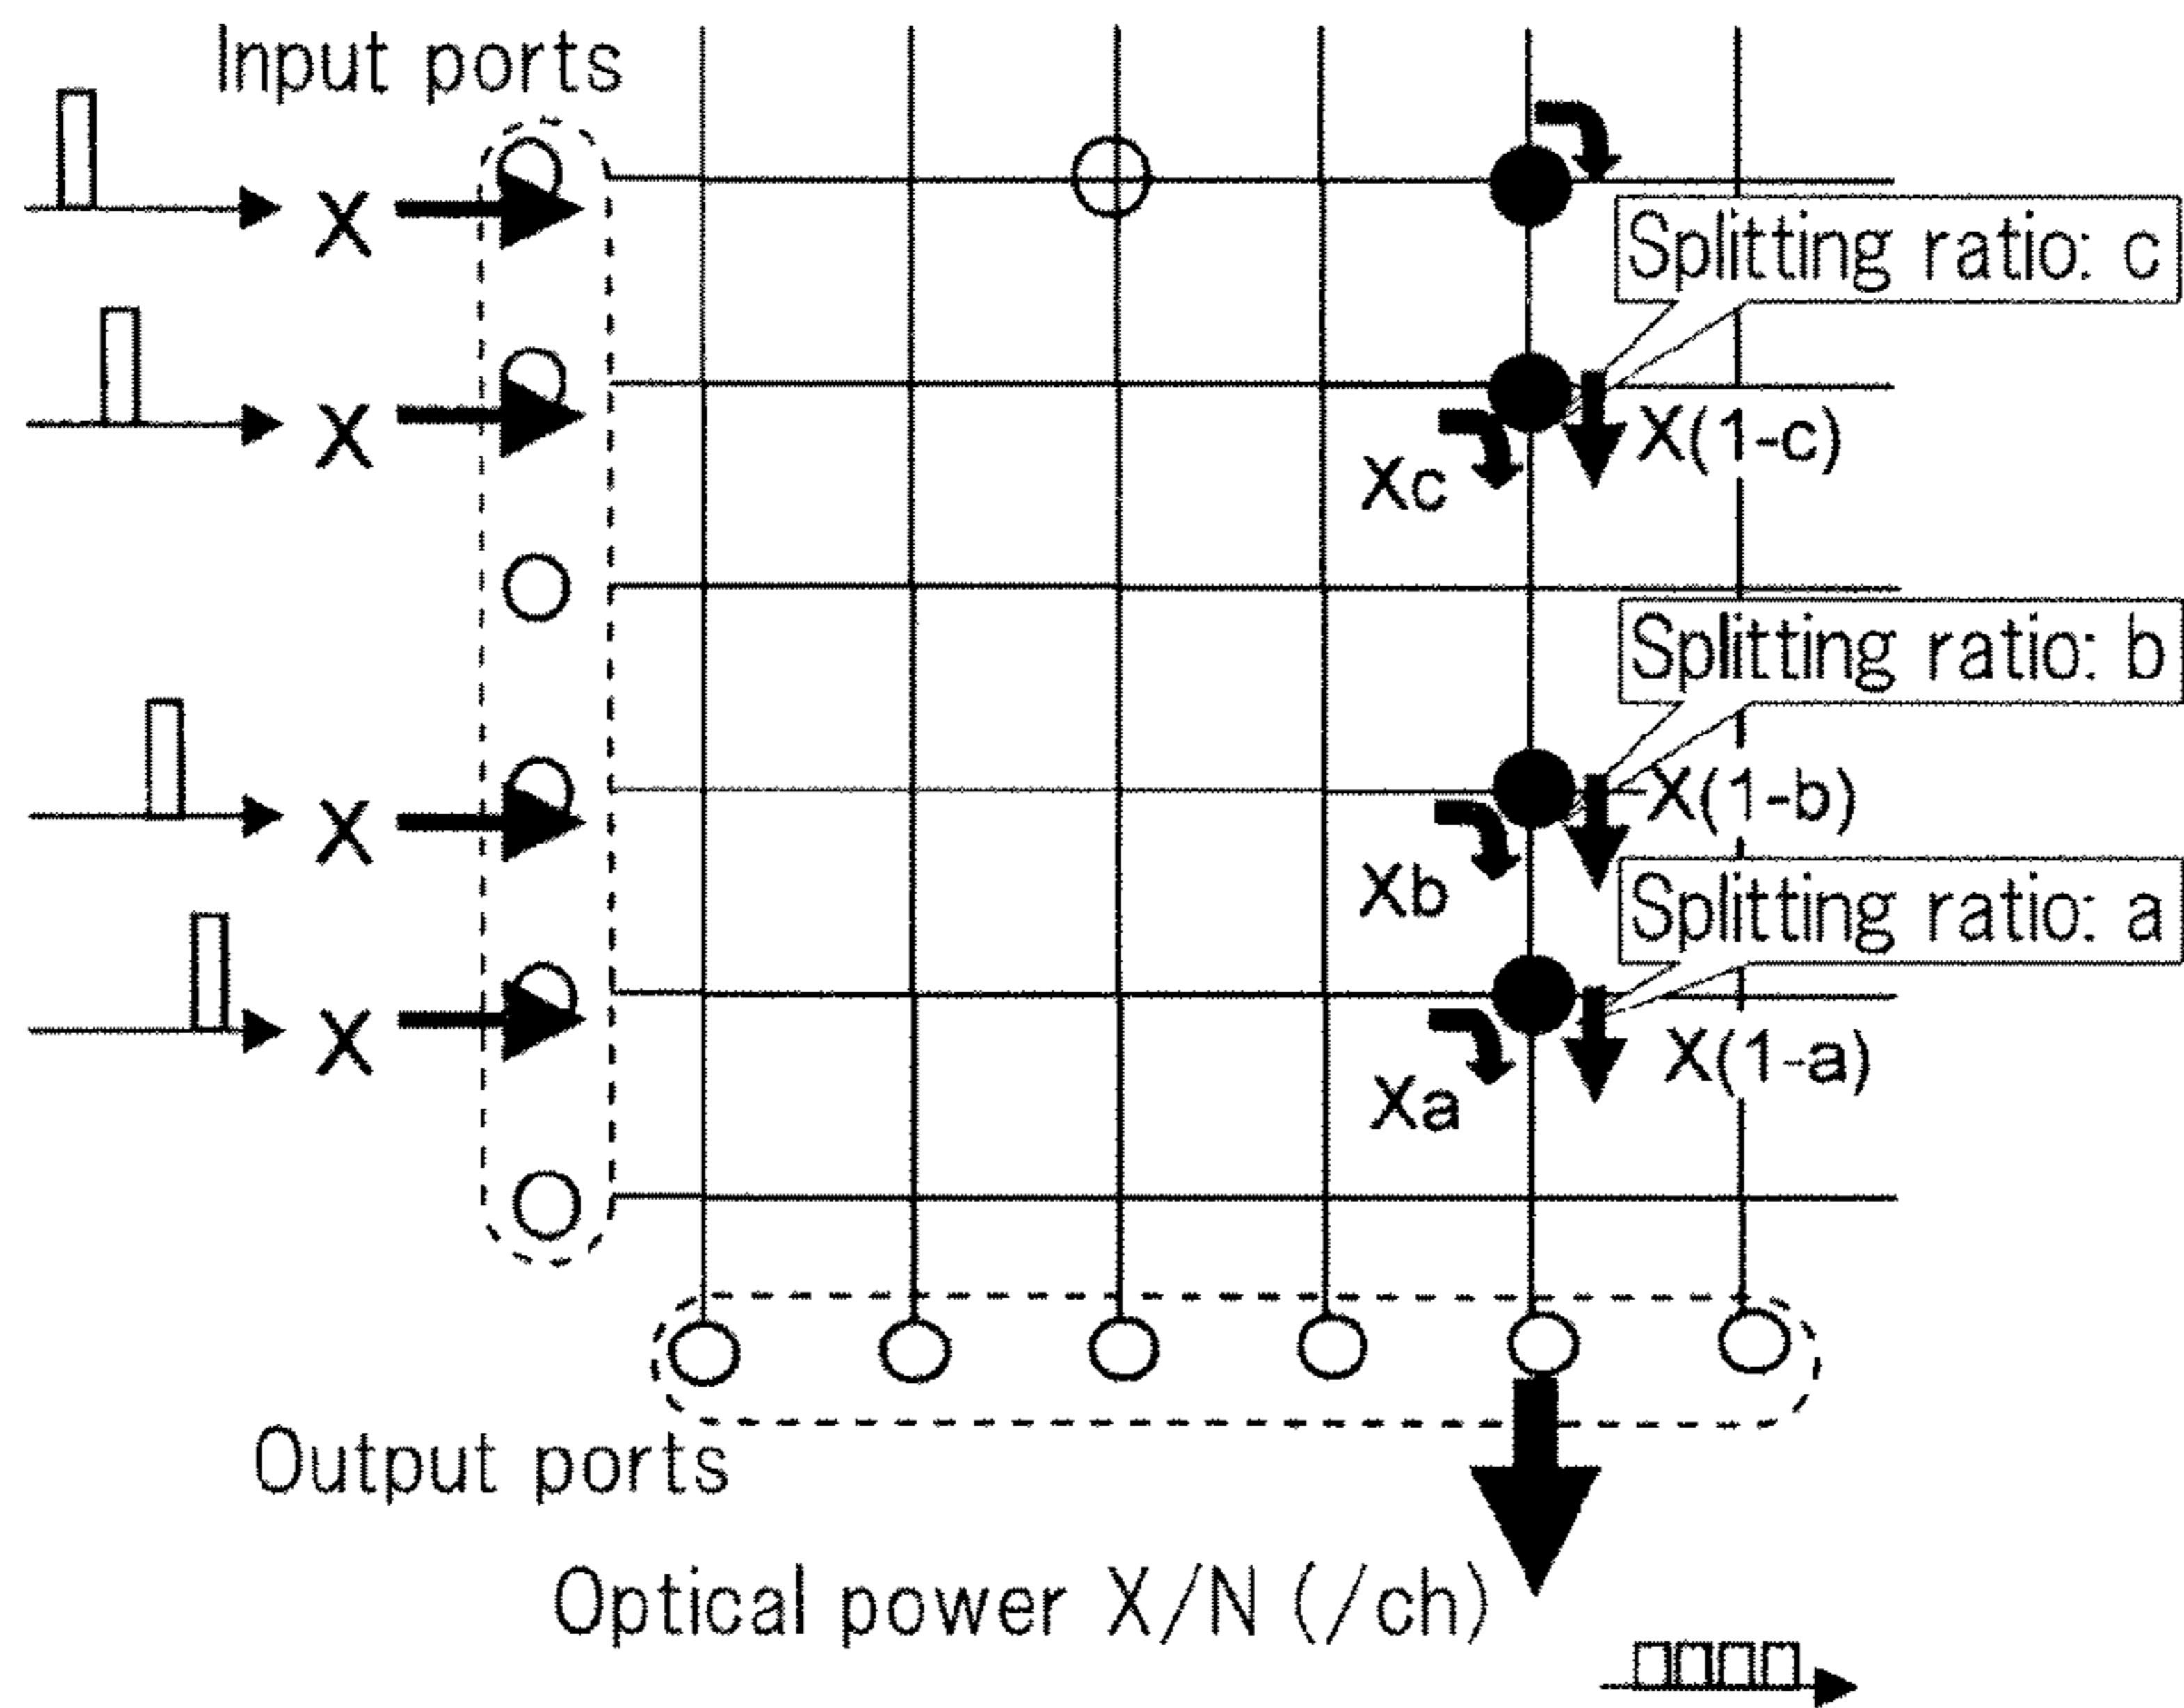 Input ports
X
Splitting ratio: c
X
X(1-c)
Xc
Splitting ratio: b
X
X(1-b)
Xb
Splitting ratio: a
X
X(1-a)
Xa
Output ports
Optical power X/N (/ch)